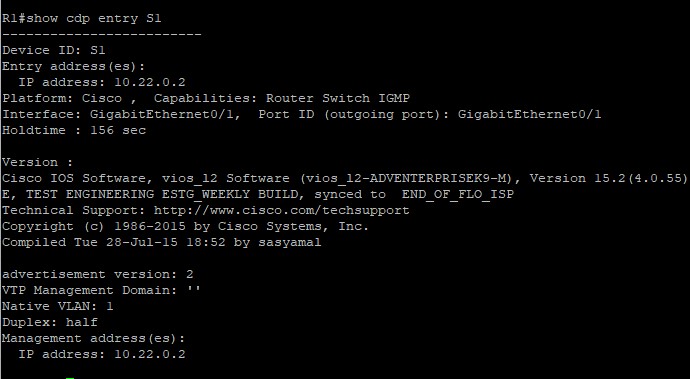 R1#show cdp entry S1
-------------------------
Device ID: S1
Entry address(es):
  IP address: 10.22.0.2
Platform: Cisco ,  Capabilities: Router Switch IGMP
Interface: GigabitEthernet0/1,  Port ID (outgoing port): GigabitEthernet0/1
Holdtime : 156 sec

Version :
Cisco IOS Software, vios_l2 Software (vios_l2-ADVENTERPRISEK9-M), Version 15.2(4.0.55)
E, TEST ENGINEERING ESTG_WEEKLY BUILD, synced to  END_OF_FLO_ISP
Technical Support: http://www.cisco.com/techsupport
Copyright (c) 1986-2015 by Cisco Systems, Inc.
Compiled Tue 28-Jul-15 18:52 by sasyamal

advertisement version: 2
VTP Management Domain: ''
Native VLAN: 1
Duplex: half
Management address(es):
  IP address: 10.22.0.2